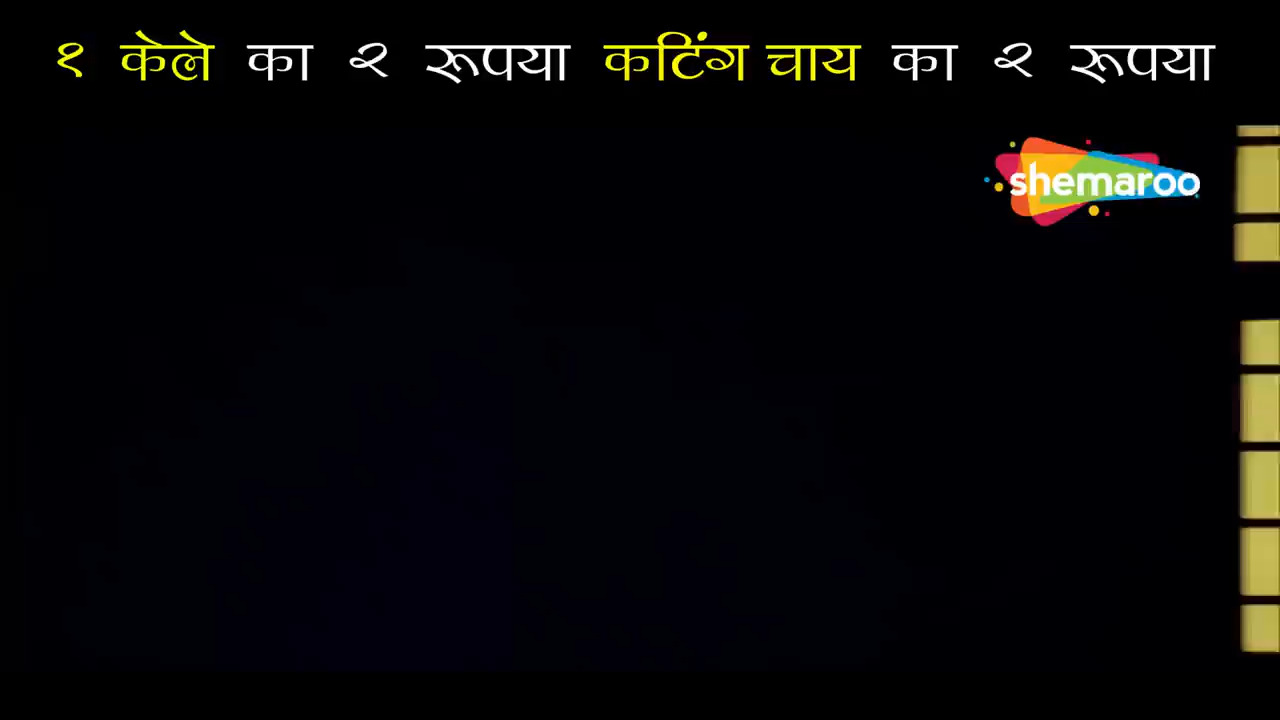 १ केले का २ रूपया कटिंग चाय का २ रूपया
shemaroo